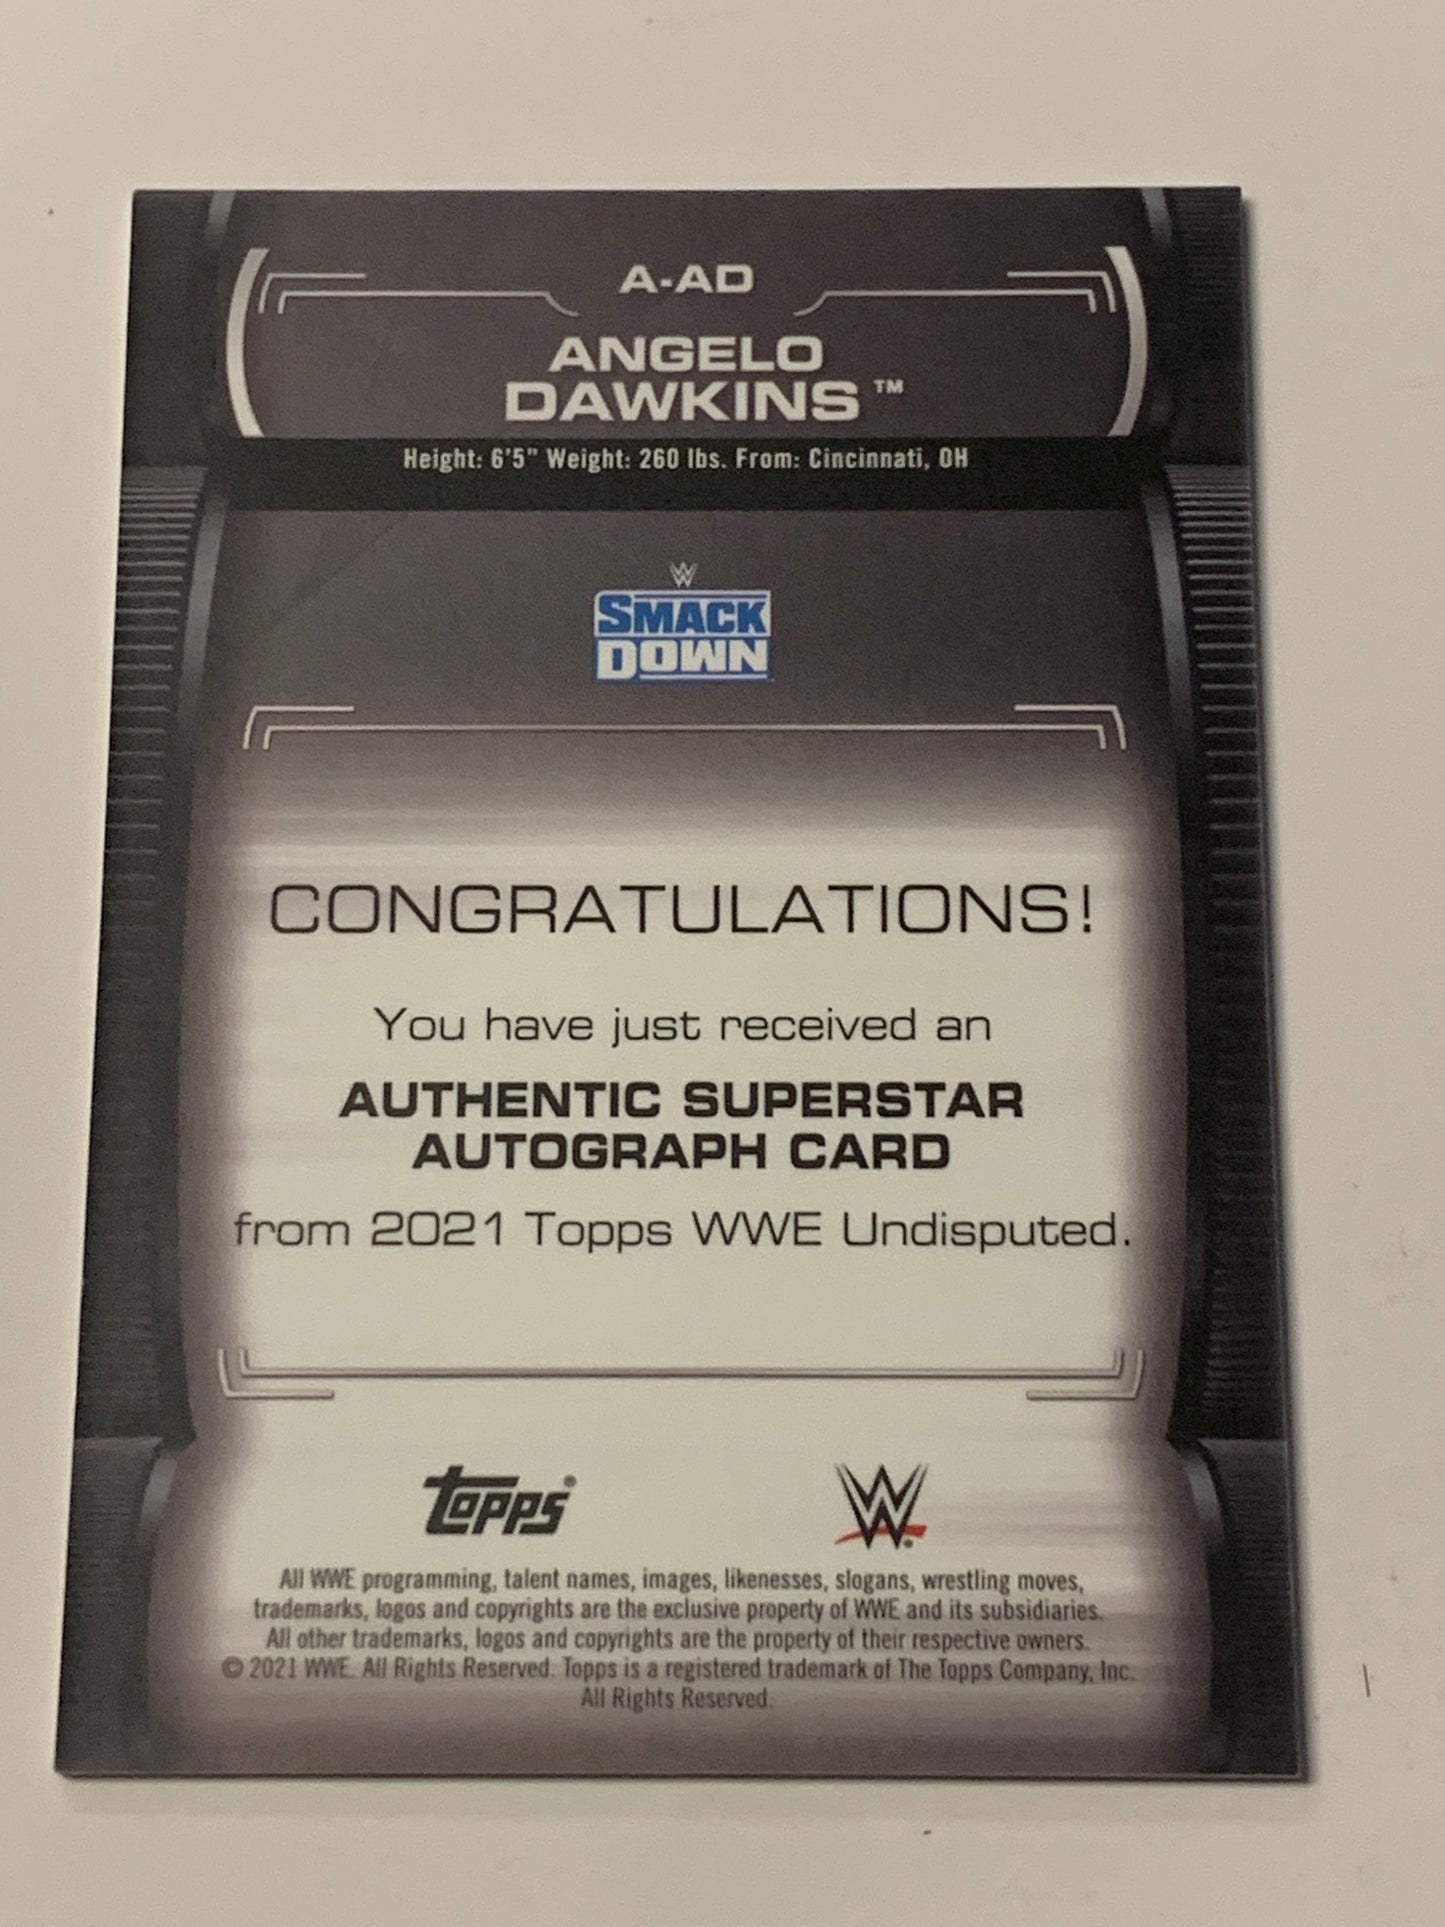 A-AD
ANGELO
DAWKINS™
Height: 6'5" Weight: 260 lbs. From: Cincinnati, OH
W
SMACK
DOWN
CONGRATULATIONS!
You have just received an
AUTHENTIC SUPERSTAR
AUTOGRAPH CARD
from 2021 Topps WWE Undisputed.
topps® W
All WWE programming, talent names, images, likenesses, slogans, wrestling moves,
trademarks, logos and copyrights are the exclusive property of WWE and its subsidiaries.
All other trademarks, logos and copyrights are the property of their respective owners.
© 2021 WWE. All Rights Reserved. Topps is a registered trademark of The Topps Company, Inc.
All Rights Reserved.